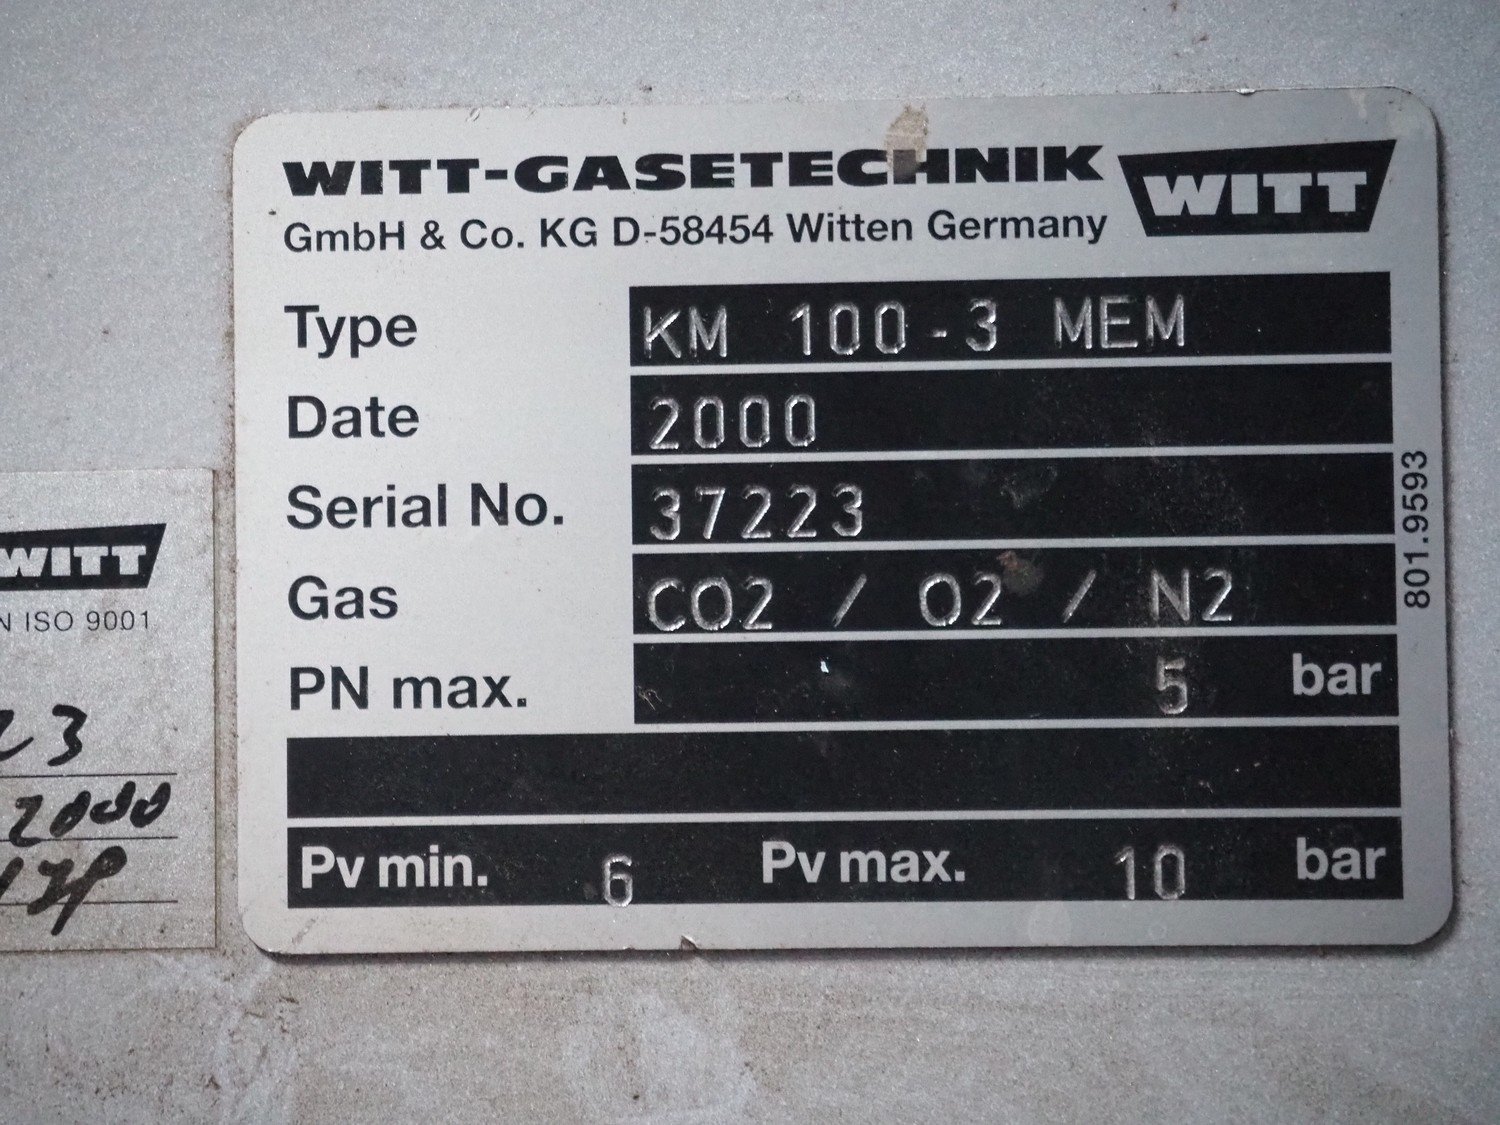 WITT-GASETECHNIK
WITT
GmbH & Co. KG D-58454 Witten Germany
Type KM 100-3 MEM
Date 2000
Serial No. 37223
Gas CO2 / O2 / N2
PN max. 5 bar
Pv min. 6 Pv max. 10 bar
801.9593
WITT
N ISO 9001
23
2000